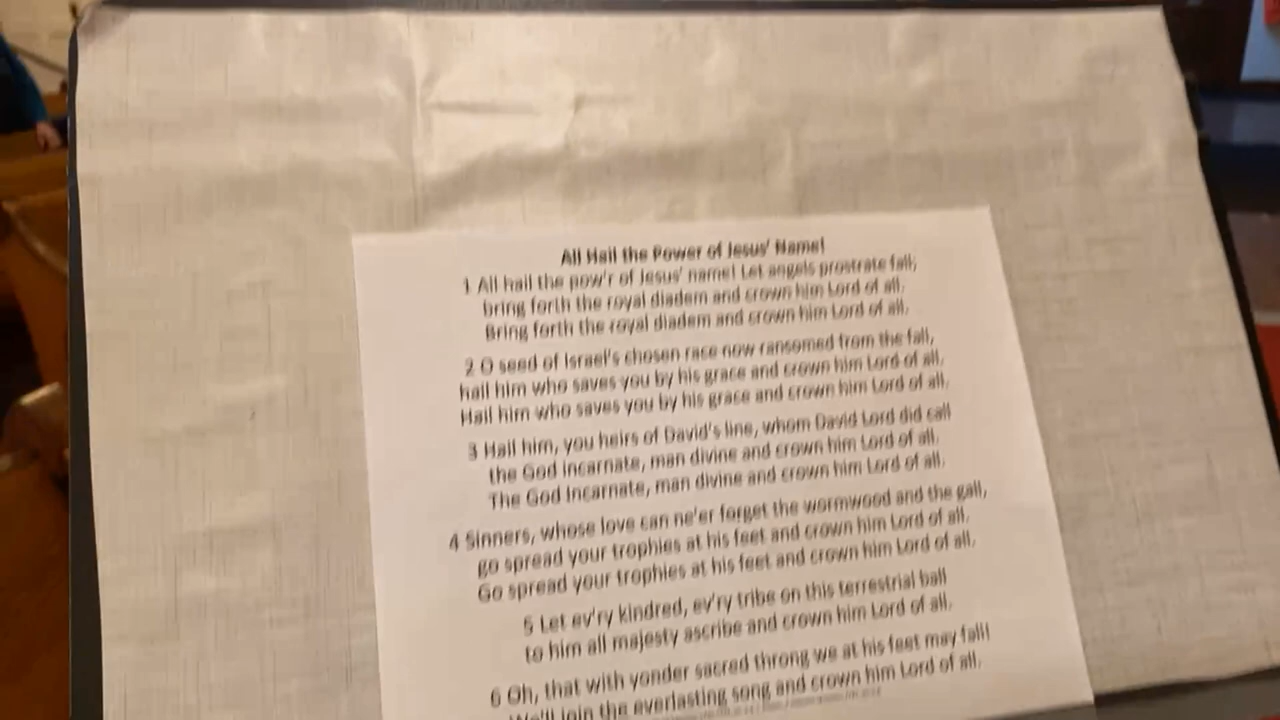 All Hail the Power of Jesus' Name!
1 All hail the pow'r of Jesus' name! Let angels prostrate fall;
bring forth the royal diadem and crown him Lord of all.
Bring forth the royal diadem and crown him Lord of all.
2 O seed of Israel's chosen race now ransomed from the fall,
hail him who saves you by his grace and crown him Lord of all.
Hail him who saves you by his grace and crown him Lord of all.
3 Hail him, you heirs of David's line, whom David Lord did call
the God incarnate, man divine and crown him Lord of all.
The God Incarnate, man divine and crown him Lord of all.
4 Sinners, whose love can ne'er forget the wormwood and the gall,
go spread your trophies at his feet and crown him Lord of all.
Go spread your trophies at his feet and crown him Lord of all.
5 Let ev'ry kindred, ev'ry tribe on this terrestrial ball
to him all majesty ascribe and crown him Lord of all.
6 Oh, that with yonder sacred throng we at his feet may fall!
We'll join the everlasting song and crown him Lord of all.